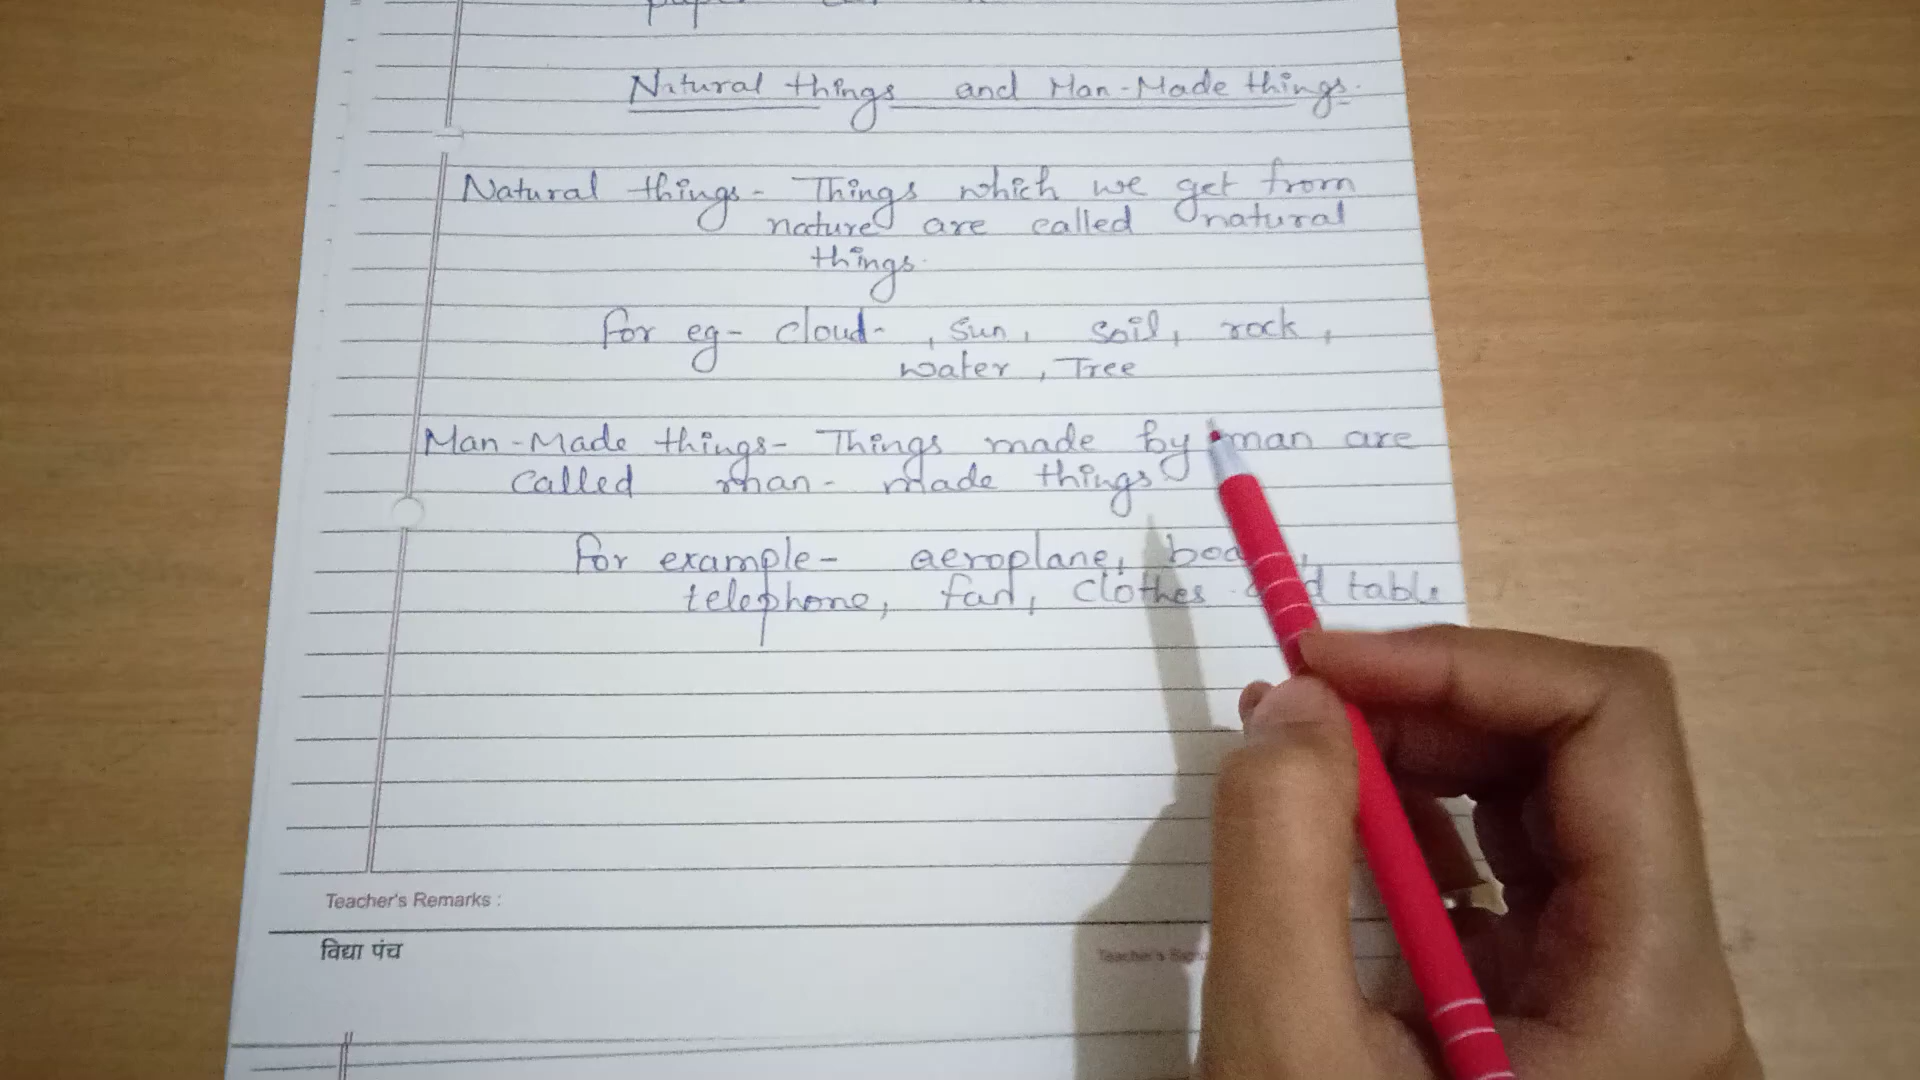 Natural things and Man-Made things.
Natural things - Things which we get from
nature are called natural
things.
For eg- cloud- , sun, soil, rock,
water, Tree
Man-Made things- Things made by man are
called man- made things
For example- aeroplane,
telephone, fan, clothes table
Teacher's Remarks :
विद्या पंच
Teacher's